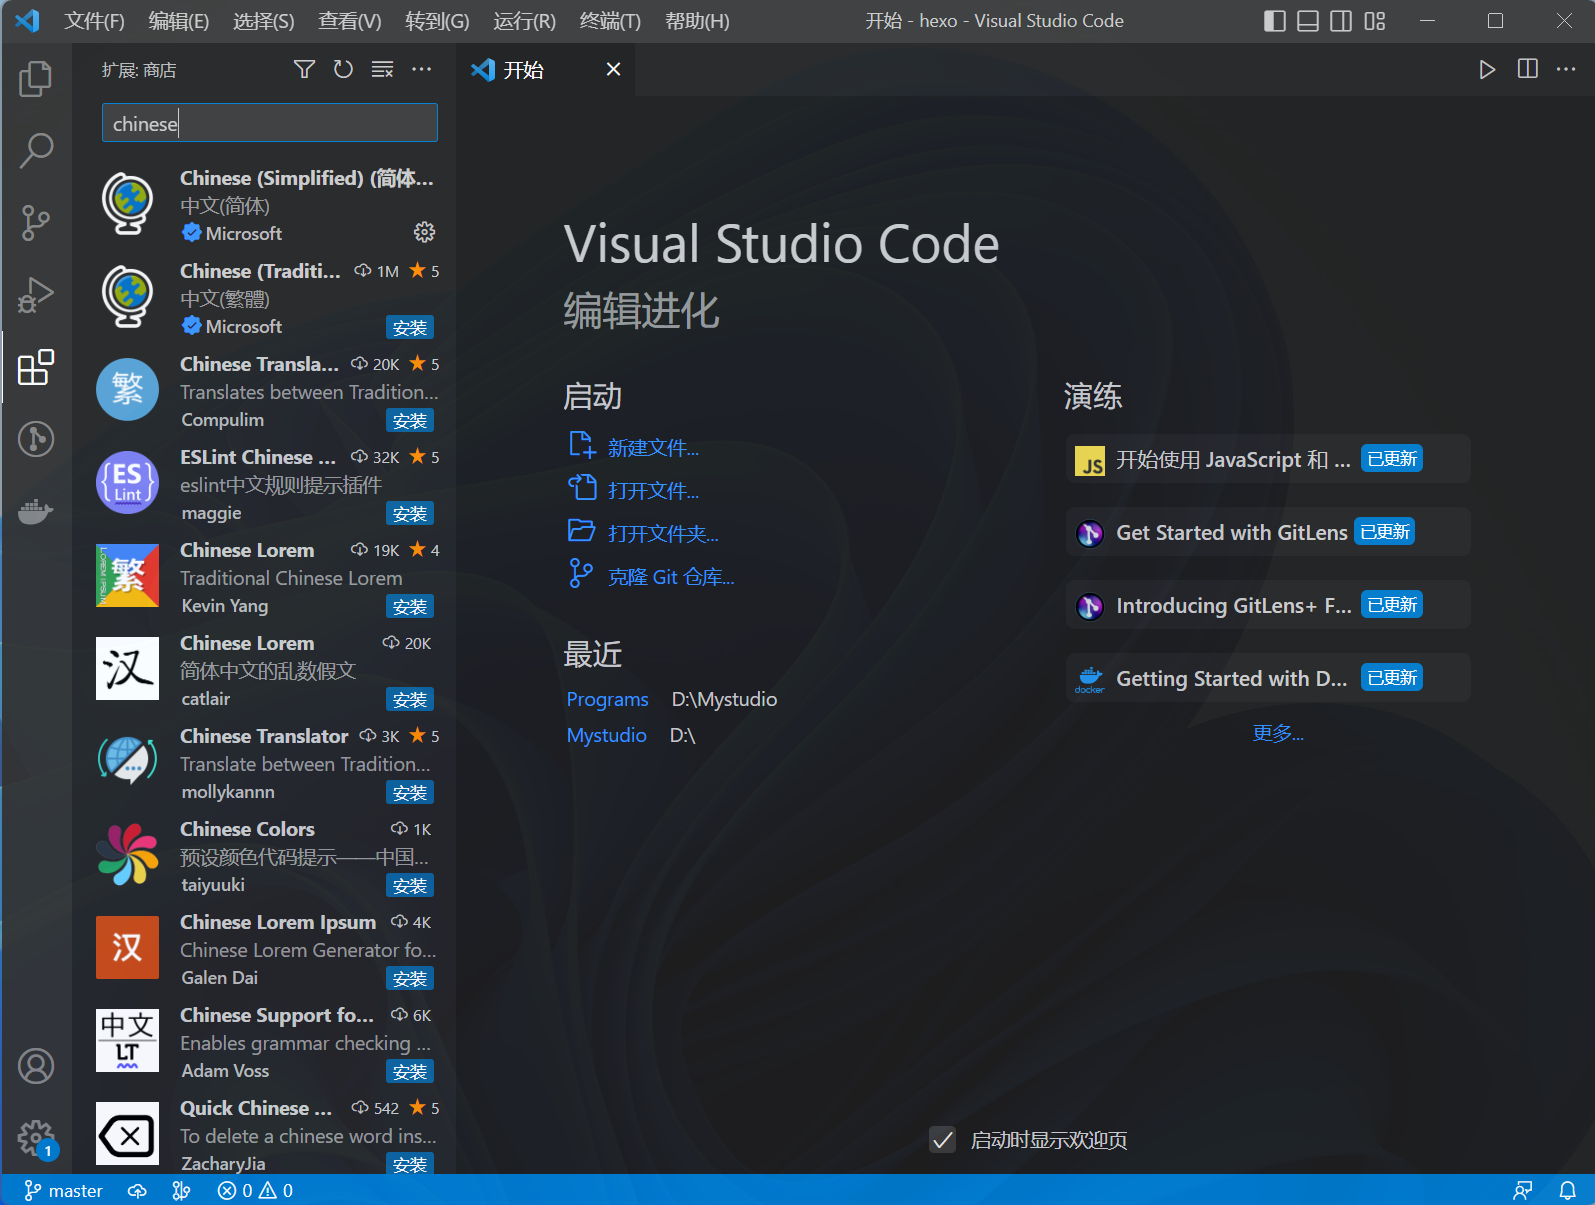 文件(F) 编辑(E) 选择(S) 查看(V) 转到(G) 运行(R) 终端(T) 帮助(H) 开始 - hexo - Visual Studio Code
扩展: 商店
开始
chinese
Chinese (Simplified) (简体...
中文(简体)
Microsoft
Chinese (Traditi... 1M 5
中文(繁體)
Microsoft 安装
繁
Chinese Transla... 20K 5
Translates between Tradition...
Compulim 安装
ES
Lint
ESLint Chinese ... 32K 5
eslint中文规则提示插件
maggie 安装
LOREM IPSUM
繁
Chinese Lorem 19K 4
Traditional Chinese Lorem
Kevin Yang 安装
汉
Chinese Lorem 20K
简体中文的乱数假文
catlair 安装
Chinese Translator 3K 5
Translate between Tradition...
mollykannn 安装
Chinese Colors 1K
预设颜色代码提示——中国...
taiyuuki 安装
汉
Chinese Lorem Ipsum 4K
Chinese Lorem Generator fo...
Galen Dai 安装
中文
LT
Chinese Support fo... 6K
Enables grammar checking ...
Adam Voss 安装
Quick Chinese ... 542 5
To delete a chinese word ins...
ZacharyJia 安装
Visual Studio Code
编辑进化
启动
新建文件...
打开文件...
打开文件夹...
克隆 Git 仓库...
最近
Programs D:\Mystudio
Mystudio D:\
演练
JS
开始使用 JavaScript 和 ... 已更新
Get Started with GitLens 已更新
Introducing GitLens+ F... 已更新
docker
Getting Started with D... 已更新
更多...
启动时显示欢迎页
1
master 0 0